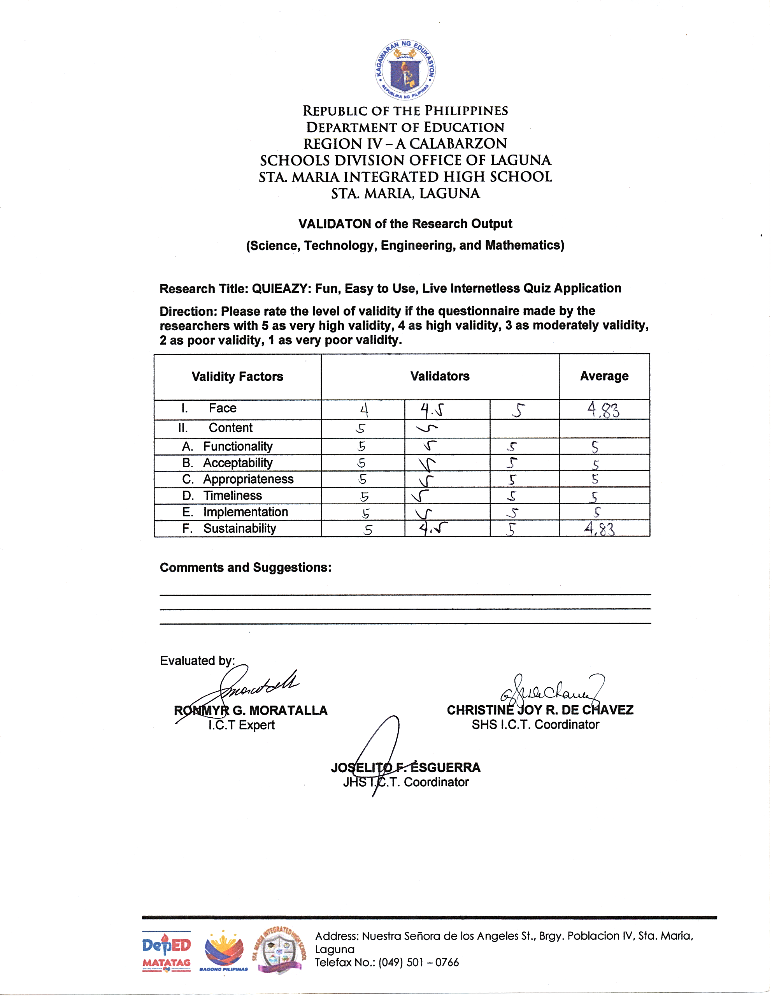 KAGAWARAN NG EDUKASYON
REPUBLIKA NG PILIPINAS
REPUBLIC OF THE PHILIPPINES
DEPARTMENT OF EDUCATION
REGION IV – A CALABARZON
SCHOOLS DIVISION OFFICE OF LAGUNA
STA. MARIA INTEGRATED HIGH SCHOOL
STA. MARIA, LAGUNA
VALIDATON of the Research Output
(Science, Technology, Engineering, and Mathematics)
Research Title: QUIEAZY: Fun, Easy to Use, Live Internetless Quiz Application
Direction: Please rate the level of validity if the questionnaire made by the
researchers with 5 as very high validity, 4 as high validity, 3 as moderately validity,
2 as poor validity, 1 as very poor validity.
Validity Factors Validators Average
I. Face 4 4.5 5 4.83
II. Content 5 5
A. Functionality 5 5 5 5
B. Acceptability 5 5 5 5
C. Appropriateness 5 5 5 5
D. Timeliness 5 5 5 5
E. Implementation 5 5 5 5
F. Sustainability 5 4.5 5 4.83
Comments and Suggestions:
Evaluated by:
RONMYR G. MORATALLA
I.C.T Expert
CHRISTINE JOY R. DE CHAVEZ
SHS I.C.T. Coordinator
JOSELITO F. ESGUERRA
JHS I.C.T. Coordinator
DepED
MATATAG
BAGONG PILIPINAS
STA. MARIA INTEGRATED HIGH SCHOOL
Address: Nuestra Señora de los Angeles St., Brgy. Poblacion IV, Sta. Maria,
Laguna
Telefax No.: (049) 501 – 0766